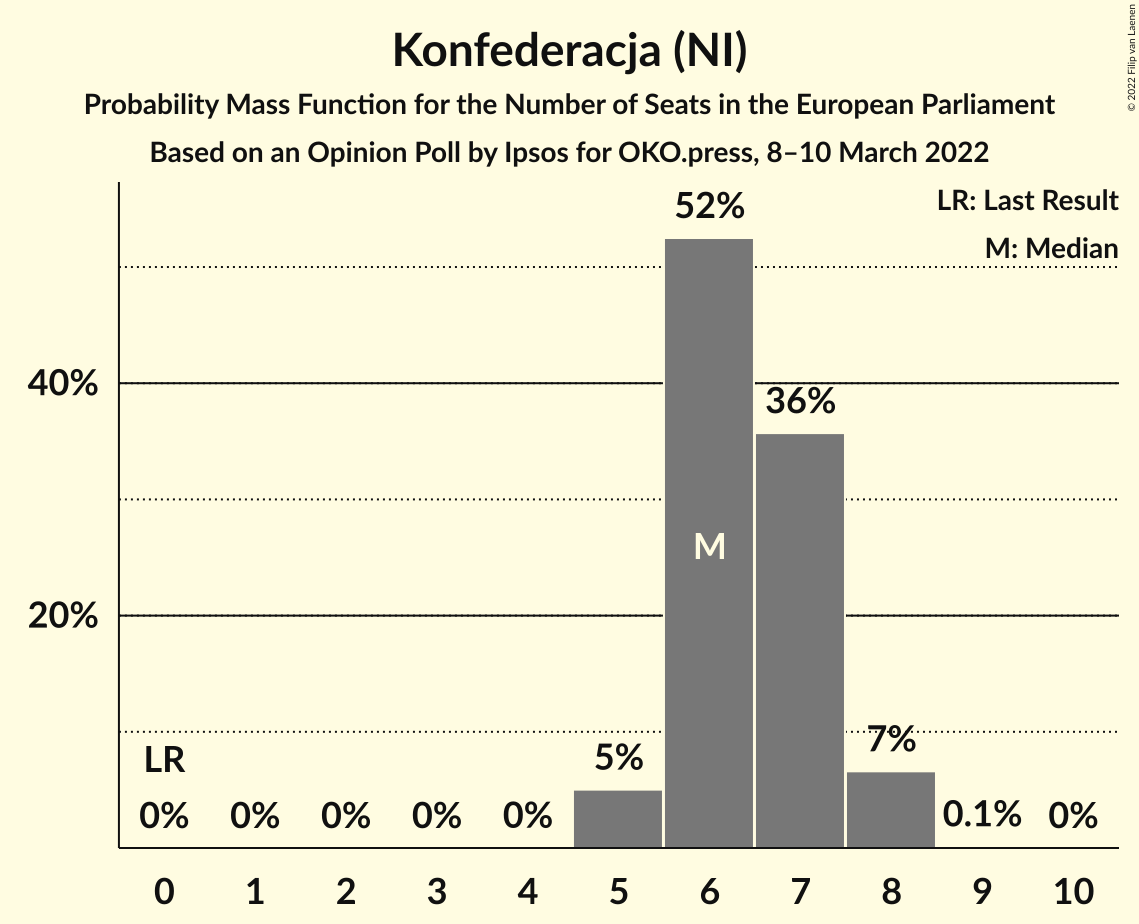 Konfederacja (NI)
Probability Mass Function for the Number of Seats in the European Parliament
Based on an Opinion Poll by Ipsos for OKO.press, 8–10 March 2022
© 2022 Filip van Laenen
LR: Last Result
M: Median
52%
40%
36%
M
20%
LR
5%
7%
0% 0% 0% 0% 0% 0.1% 0%
0 1 2 3 4 5 6 7 8 9 10